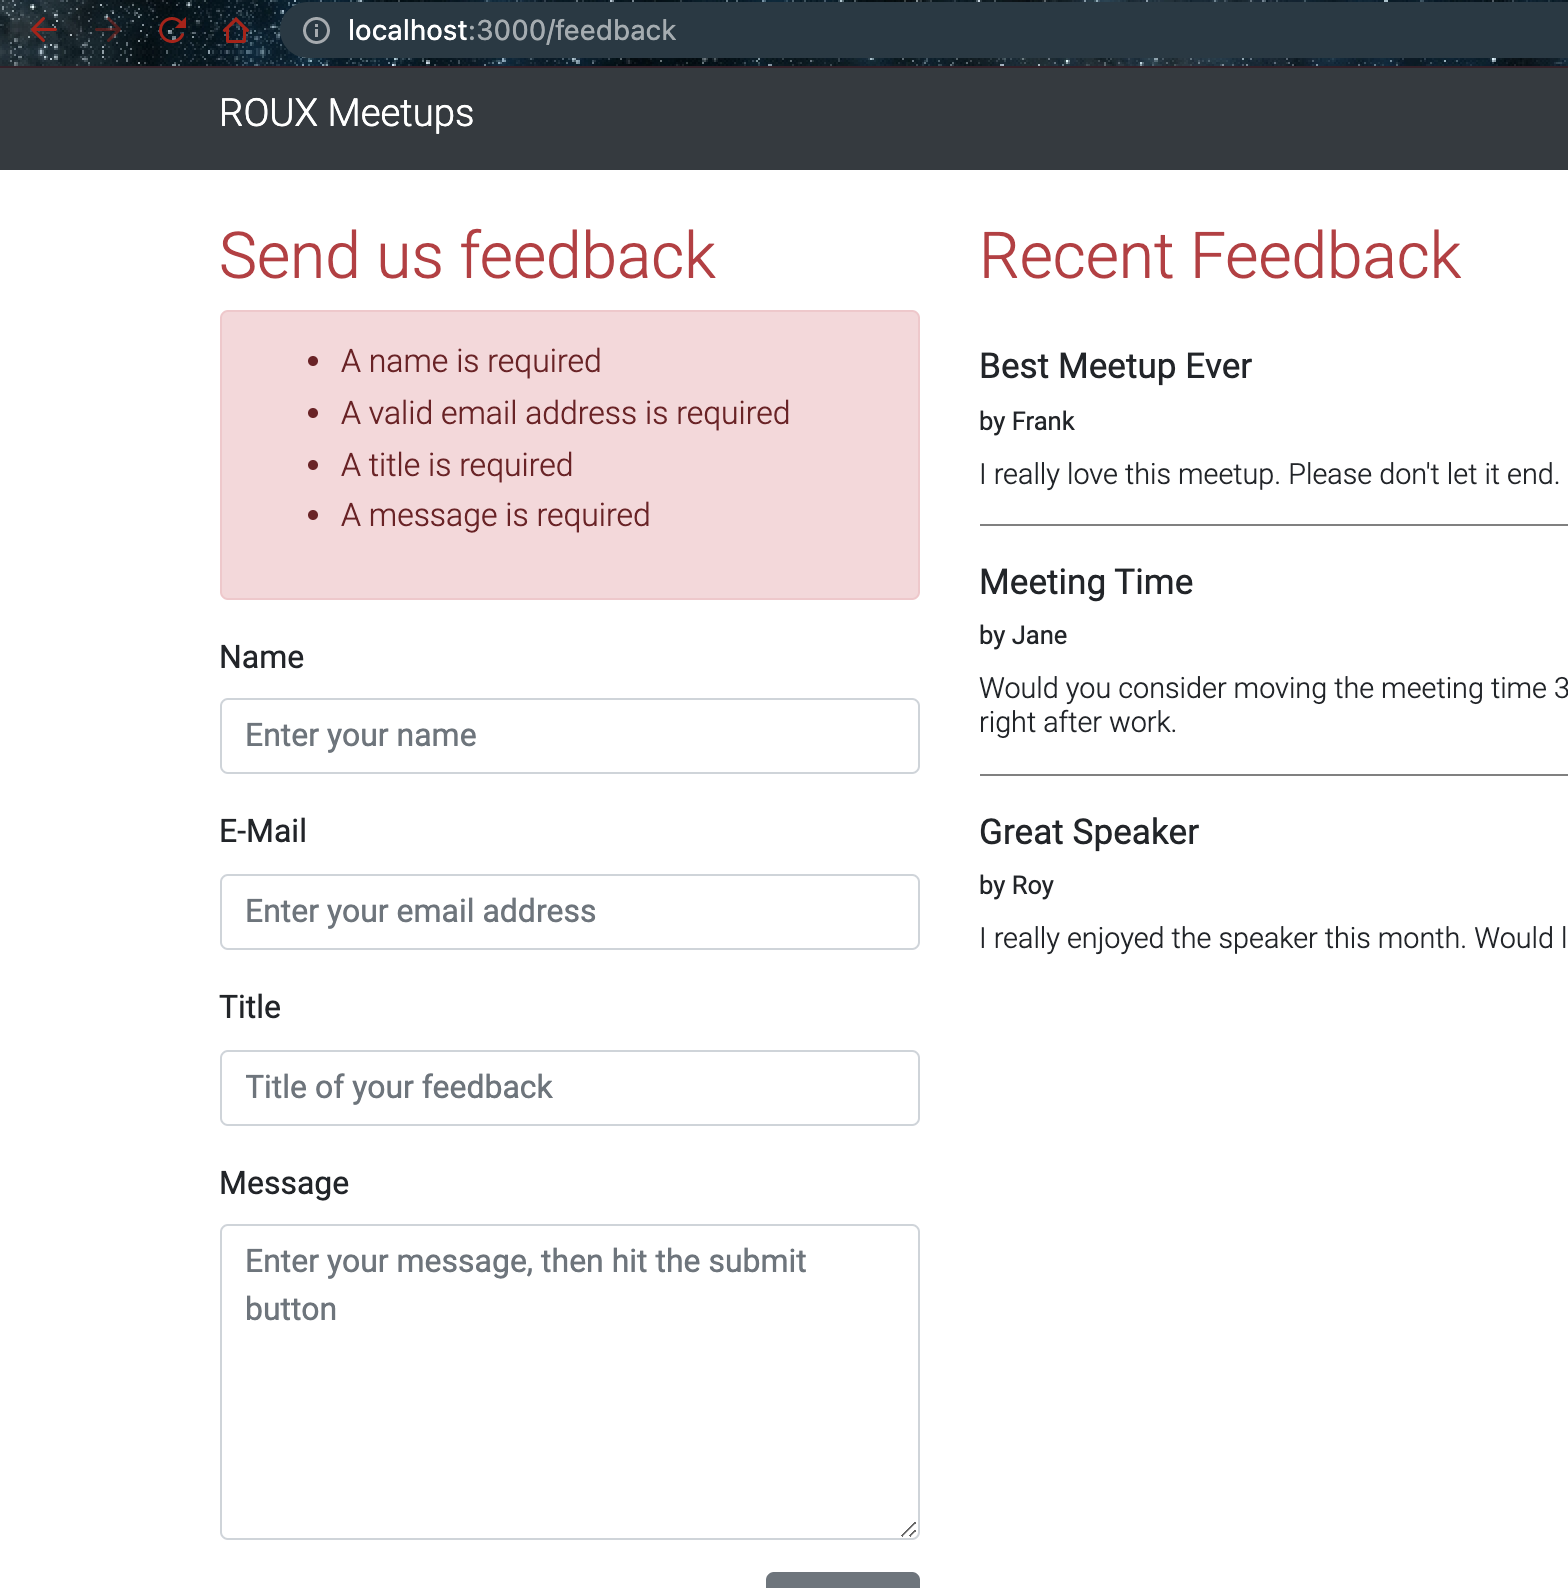 localhost:3000/feedback
ROUX Meetups
Send us feedback
A name is required
A valid email address is required
A title is required
A message is required
Name
Enter your name
E-Mail
Enter your email address
Title
Title of your feedback
Message
Enter your message, then hit the submit
button
Recent Feedback
Best Meetup Ever
by Frank
I really love this meetup. Please don't let it end.
Meeting Time
by Jane
Would you consider moving the meeting time 3
right after work.
Great Speaker
by Roy
I really enjoyed the speaker this month. Would